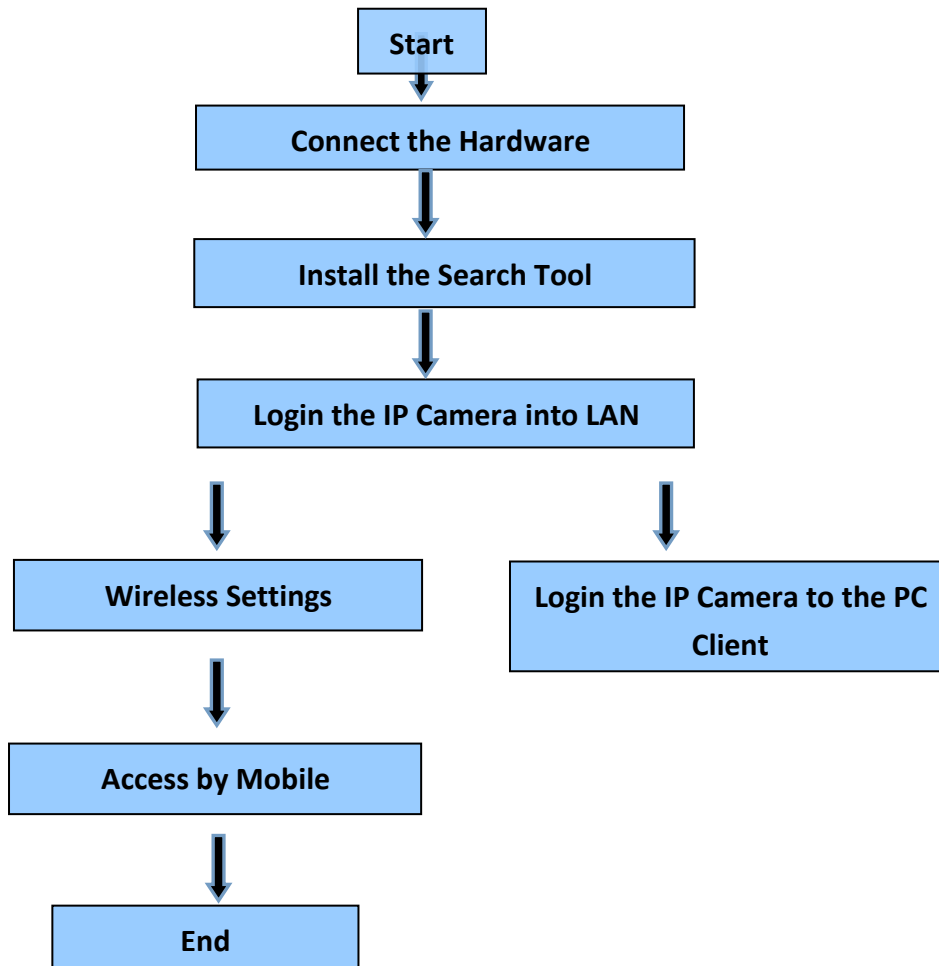 Start
Connect the Hardware
Install the Search Tool
Login the IP Camera into LAN
Wireless Settings
Login the IP Camera to the PC
Client
Access by Mobile
End